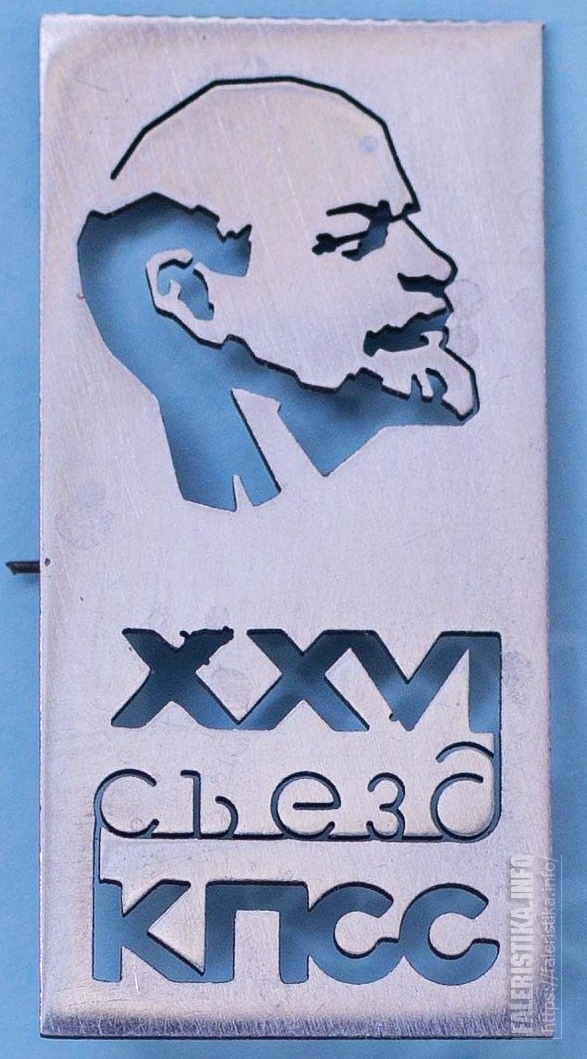 XXVI
съезд
КПСС
FALERISTIKA.INFO
https://faleristika.info/